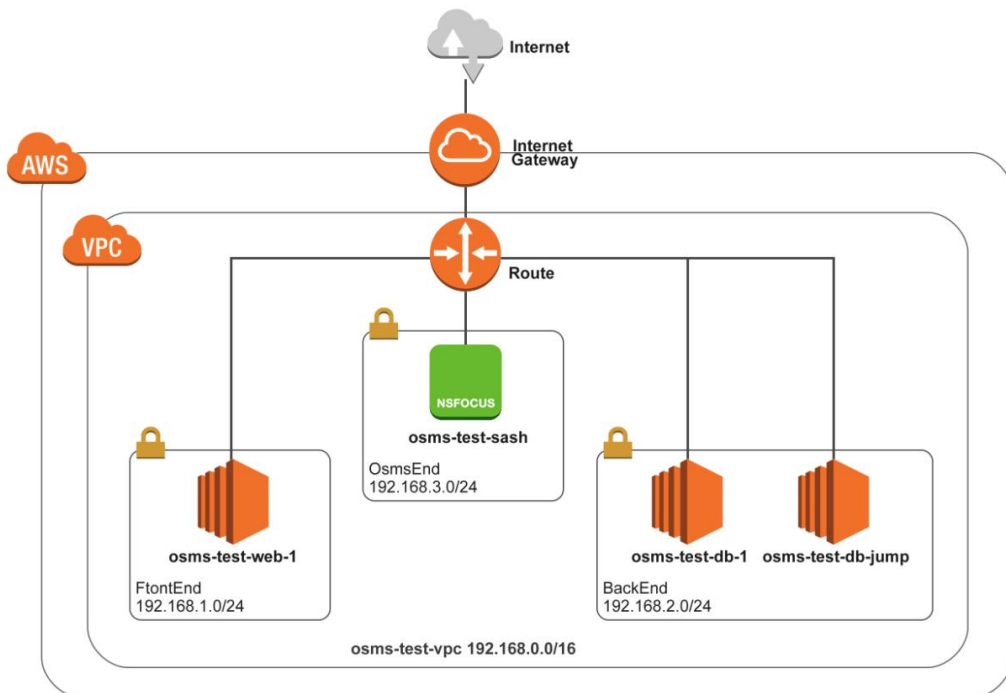 Internet
Internet
Gateway
AWS
VPC
Route
NSFOCUS
osms-test-sash
OsmsEnd
192.168.3.0/24
osms-test-web-1
FtontEnd
192.168.1.0/24
osms-test-db-1
osms-test-db-jump
BackEnd
192.168.2.0/24
osms-test-vpc 192.168.0.0/16